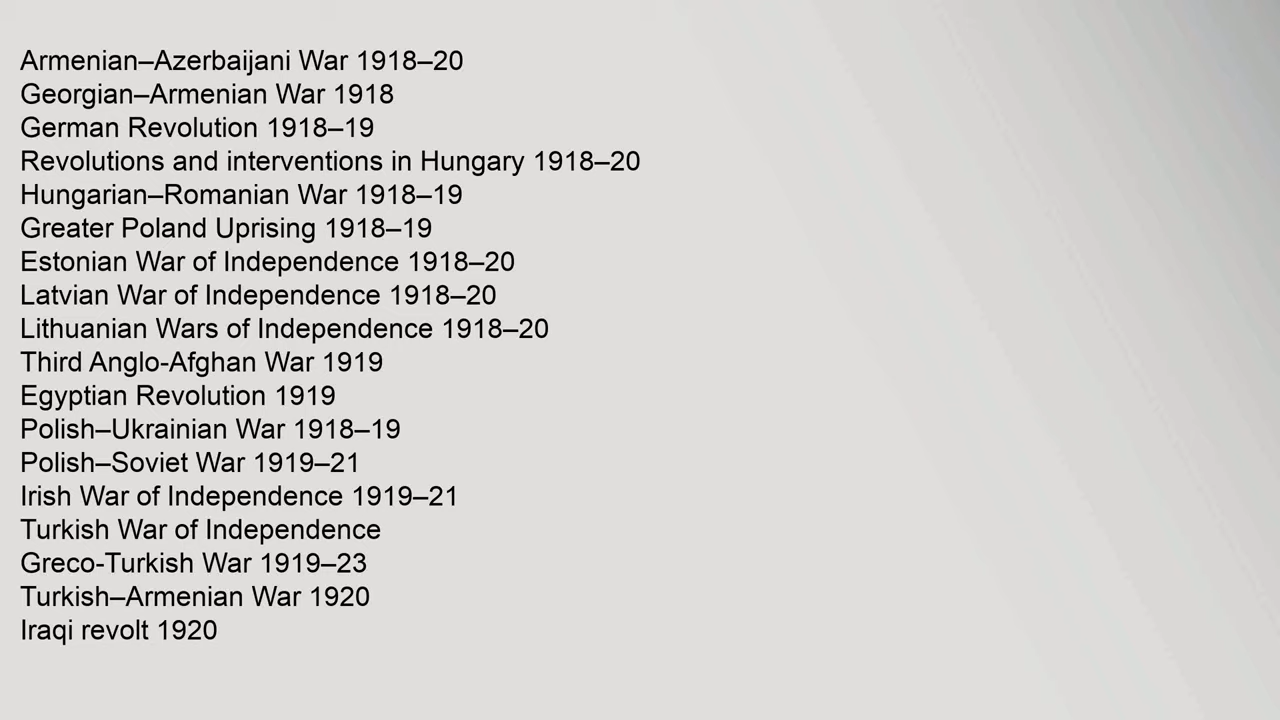 Armenian–Azerbaijani War 1918–20
Georgian–Armenian War 1918
German Revolution 1918–19
Revolutions and interventions in Hungary 1918–20
Hungarian–Romanian War 1918–19
Greater Poland Uprising 1918–19
Estonian War of Independence 1918–20
Latvian War of Independence 1918–20
Lithuanian Wars of Independence 1918–20
Third Anglo-Afghan War 1919
Egyptian Revolution 1919
Polish–Ukrainian War 1918–19
Polish–Soviet War 1919–21
Irish War of Independence 1919–21
Turkish War of Independence
Greco-Turkish War 1919–23
Turkish–Armenian War 1920
Iraqi revolt 1920